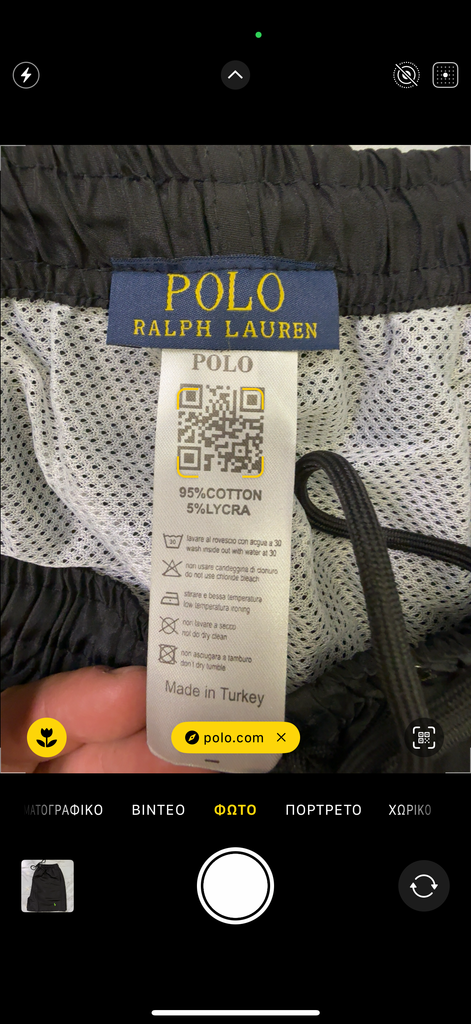 POLO
RALPH LAUREN
POLO
95%COTTON
5%LYCRA
30
lavare al rovescio con acqua a 30
wash inside out with water at 30
non usare candeggina di cloruro
do not use chloride bleach
stirare e bessa temperatura
low temperatura ironing
non lavare a secco
not do dry clean
non asciugara a tamburo
don't dry tumble
Made in Turkey
polo.com
ΜΑΤΟΓΡΑΦΙΚΟ
ΒΙΝΤΕΟ
ΦΩΤΟ
ΠΟΡΤΡΕΤΟ
ΧΩΡΙΚΟ